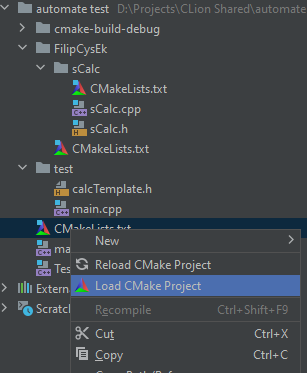 automate test D:\Projects\CLion Shared\automate
cmake-build-debug
FilipCysEk
sCalc
CMakeLists.txt
sCalc.cpp
sCalc.h
CMakeLists.txt
test
calcTemplate.h
main.cpp
CMakeLists.txt
New
ma
Reload CMake Project
Tes
Load CMake Project
Extern
Recompile Ctrl+Shift+F9
Scratch
Cut Ctrl+X
Copy Ctrl+C